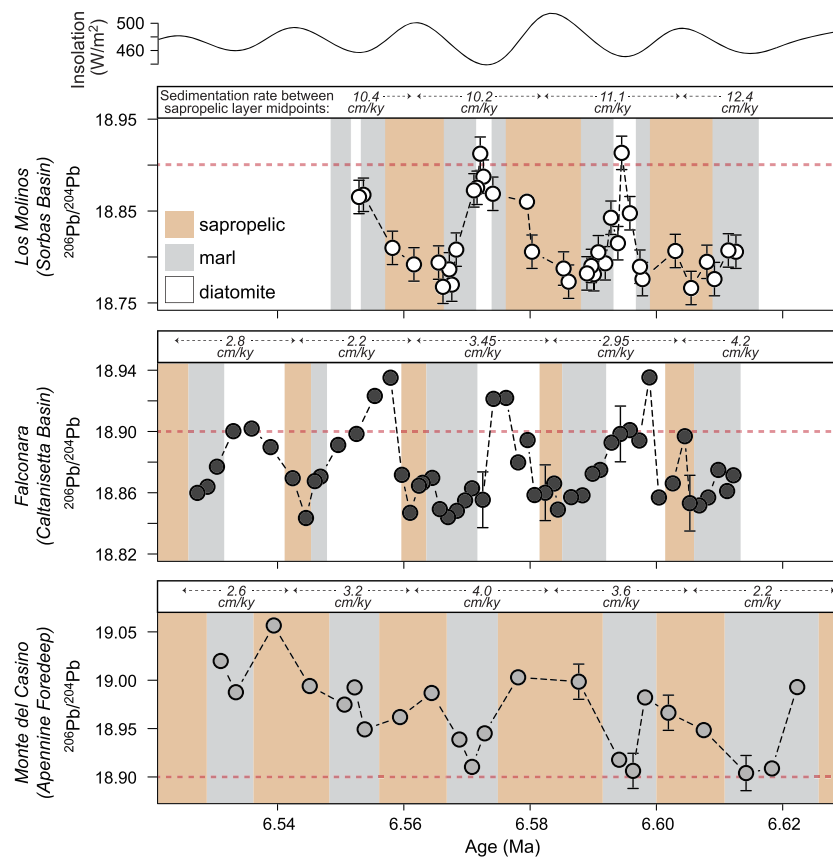 Insolation
(W/m²)
500
460
Sedimentation rate between
sapropelic layer midpoints:
10.4
cm/ky
10.2
cm/ky
11.1
cm/ky
12.4
cm/ky
Los Molinos
(Sorbas Basin)
²⁰⁶Pb/²⁰⁴Pb
18.95
18.85
18.75
sapropelic
marl
diatomite
2.8
cm/ky
2.2
cm/ky
3.45
cm/ky
2.95
cm/ky
4.2
cm/ky
Falconara
(Caltanisetta Basin)
²⁰⁶Pb/²⁰⁴Pb
18.94
18.90
18.86
18.82
2.6
cm/ky
3.2
cm/ky
4.0
cm/ky
3.6
cm/ky
2.2
cm/ky
Monte del Casino
(Apennine Foredeep)
²⁰⁶Pb/²⁰⁴Pb
19.05
19.00
18.95
18.90
6.54 6.56 6.58 6.60 6.62
Age (Ma)